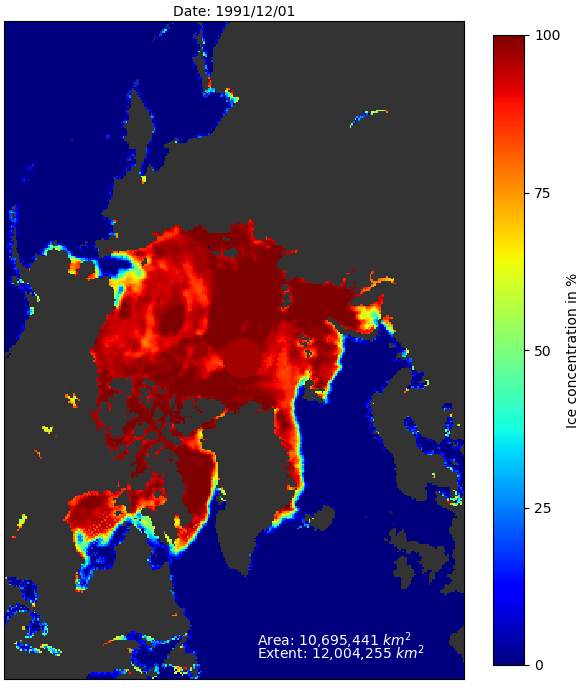 Date: 1991/12/01
100
75
50
25
0
Ice concentration in %
Area: 10,695,441 km²
Extent: 12,004,255 km²